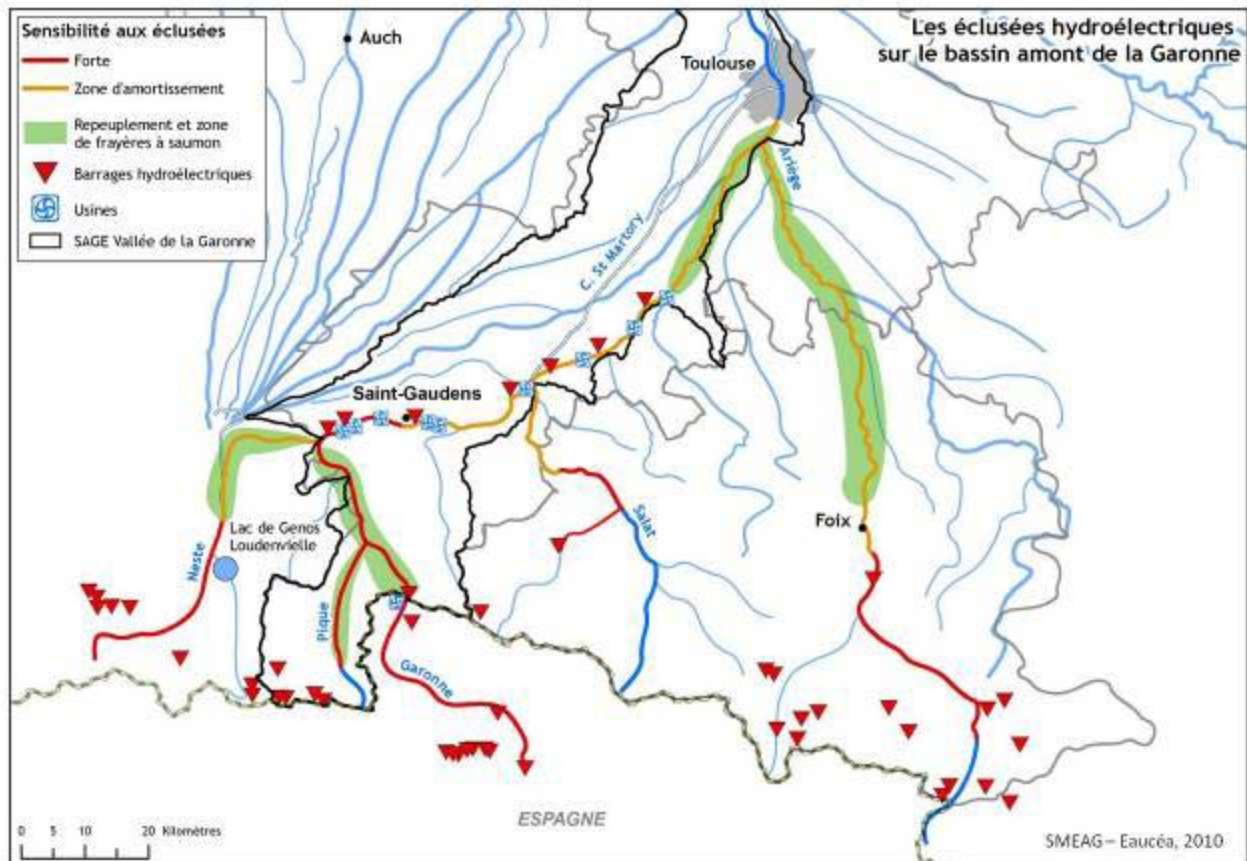 Les éclusées hydroélectriques
sur le bassin amont de la Garonne
Sensibilité aux éclusées
Forte
Zone d'amortissement
Repeuplement et zone
de frayères à saumon
Barrages hydroélectriques
Usines
SAGE Vallée de la Garonne
Auch
Toulouse
Ariège
C. St Martory
Saint-Gaudens
Lac de Genos
Loudenvielle
Neste
Pique
Garonne
Salat
Foix
ESPAGNE
0 5 10 20 Kilomètres
SMEAG – Eaucéa, 2010